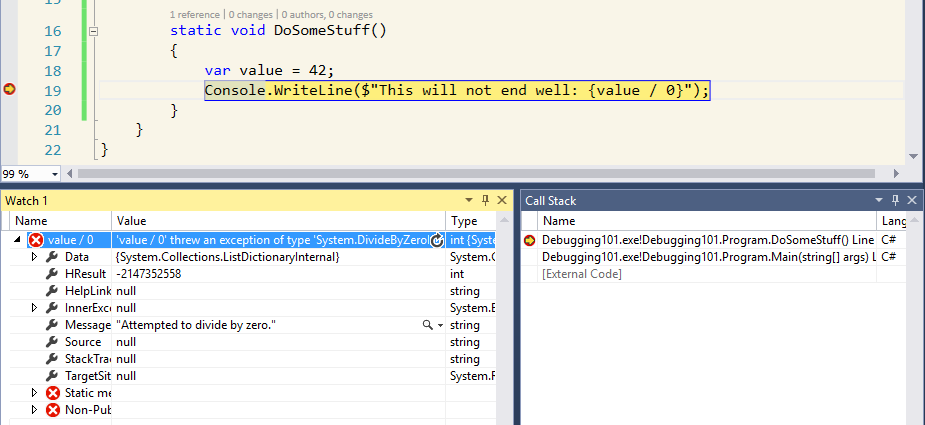 1 reference | 0 changes | 0 authors, 0 changes
16 static void DoSomeStuff()
17 {
18 var value = 42;
19 Console.WriteLine($"This will not end well: {value / 0}");
20 }
21 }
22 }
99 %
Watch 1
Name Value Type
value / 0 'value / 0' threw an exception of type 'System.DivideByZero int {Syste
Data {System.Collections.ListDictionaryInternal} System.C
HResult -2147352558 int
HelpLink null string
InnerExce null System.E
Message "Attempted to divide by zero." string
Source null string
StackTra null string
TargetSit null System.R
Static me
Non-Pub
Call Stack
Name Lang
Debugging101.exe!Debugging101.Program.DoSomeStuff() Line C#
Debugging101.exe!Debugging101.Program.Main(string[] args) L C#
[External Code]